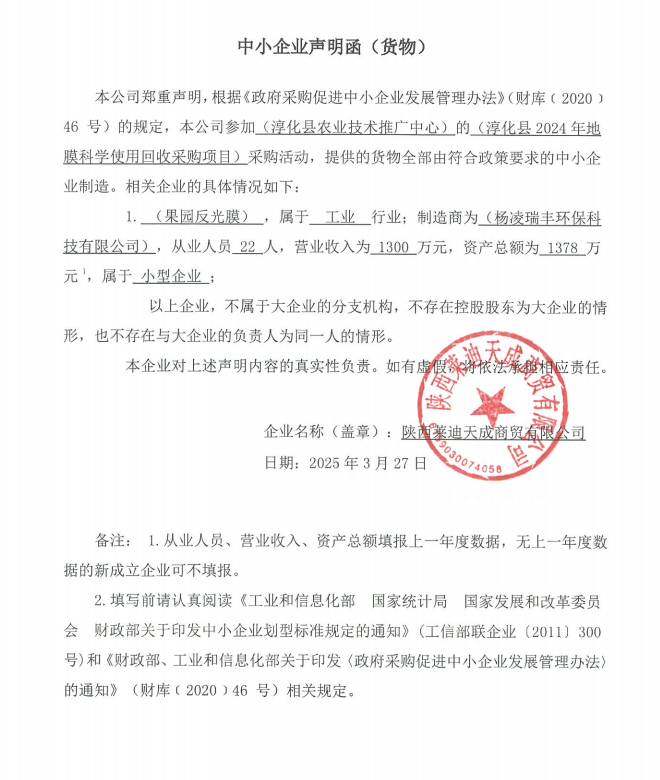 中小企业声明函（货物）
本公司郑重声明，根据《政府采购促进中小企业发展管理办法》（财库﹝2020﹞
46 号）的规定，本公司参加（淳化县农业技术推广中心）的（淳化县2024年地
膜科学使用回收采购项目）采购活动，提供的货物全部由符合政策要求的中小企
业制造。相关企业的具体情况如下：
1. （果园反光膜） ，属于 工业 行业；制造商为（杨凌瑞丰环保科
技有限公司），从业人员 22 人，营业收入为 1300 万元，资产总额为 1378 万
元¹，属于 小型企业 ；
以上企业，不属于大企业的分支机构，不存在控股股东为大企业的情
形，也不存在与大企业的负责人为同一人的情形。
本企业对上述声明内容的真实性负责。如有虚假，将依法承担相应责任。
企业名称（盖章）：陕西莱迪天成商贸有限公司
日期：2025 年 3 月 27 日
陕西莱迪天成商贸有限公司
备注： 1.从业人员、营业收入、资产总额填报上一年度数据，无上一年度数
据的新成立企业可不填报。
2.填写前请认真阅读《工业和信息化部 国家统计局 国家发展和改革委员
会 财政部关于印发中小企业划型标准规定的通知》(工信部联企业〔2011〕300
号)和《财政部、工业和信息化部关于印发〈政府采购促进中小企业发展管理办法〉
的通知》（财库﹝2020﹞46 号）相关规定。